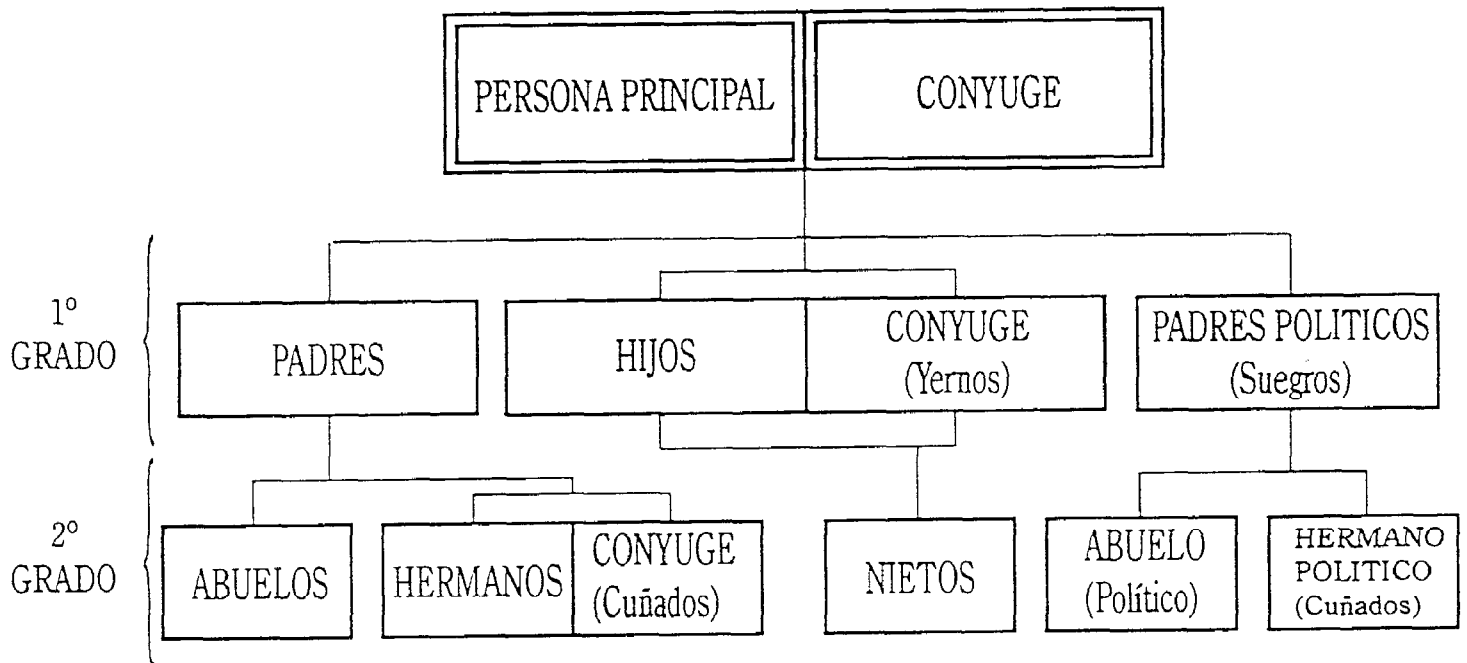 PERSONA PRINCIPAL
CONYUGE
1º
GRADO
PADRES
HIJOS
CONYUGE
(Yernos)
PADRES POLITICOS
(Suegros)
2º
GRADO
ABUELOS
HERMANOS
CONYUGE
(Cuñados)
NIETOS
ABUELO
(Político)
HERMANO
POLITICO
(Cuñados)